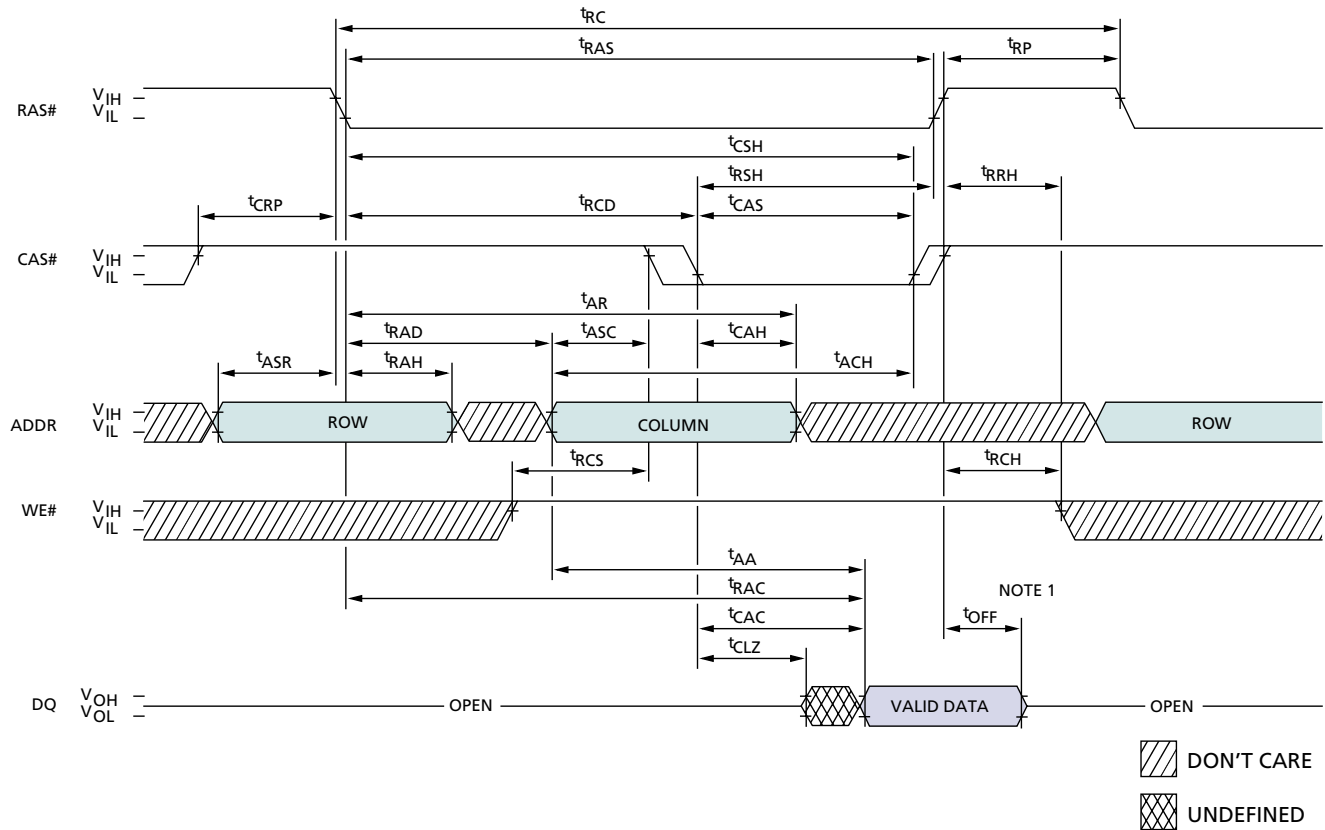 tRC
tRAS tRP
RAS# VIH
VIL
tCSH
tRSH tRRH
tCRP tRCD tCAS
CAS# VIH
VIL
tAR
tRAD tASC tCAH
tASR tRAH tACH
ADDR VIH
VIL
ROW COLUMN ROW
tRCS tRCH
WE# VIH
VIL
tAA
tRAC NOTE 1
tCAC tOFF
tCLZ
DQ VOH
VOL
OPEN VALID DATA OPEN
DON'T CARE
UNDEFINED